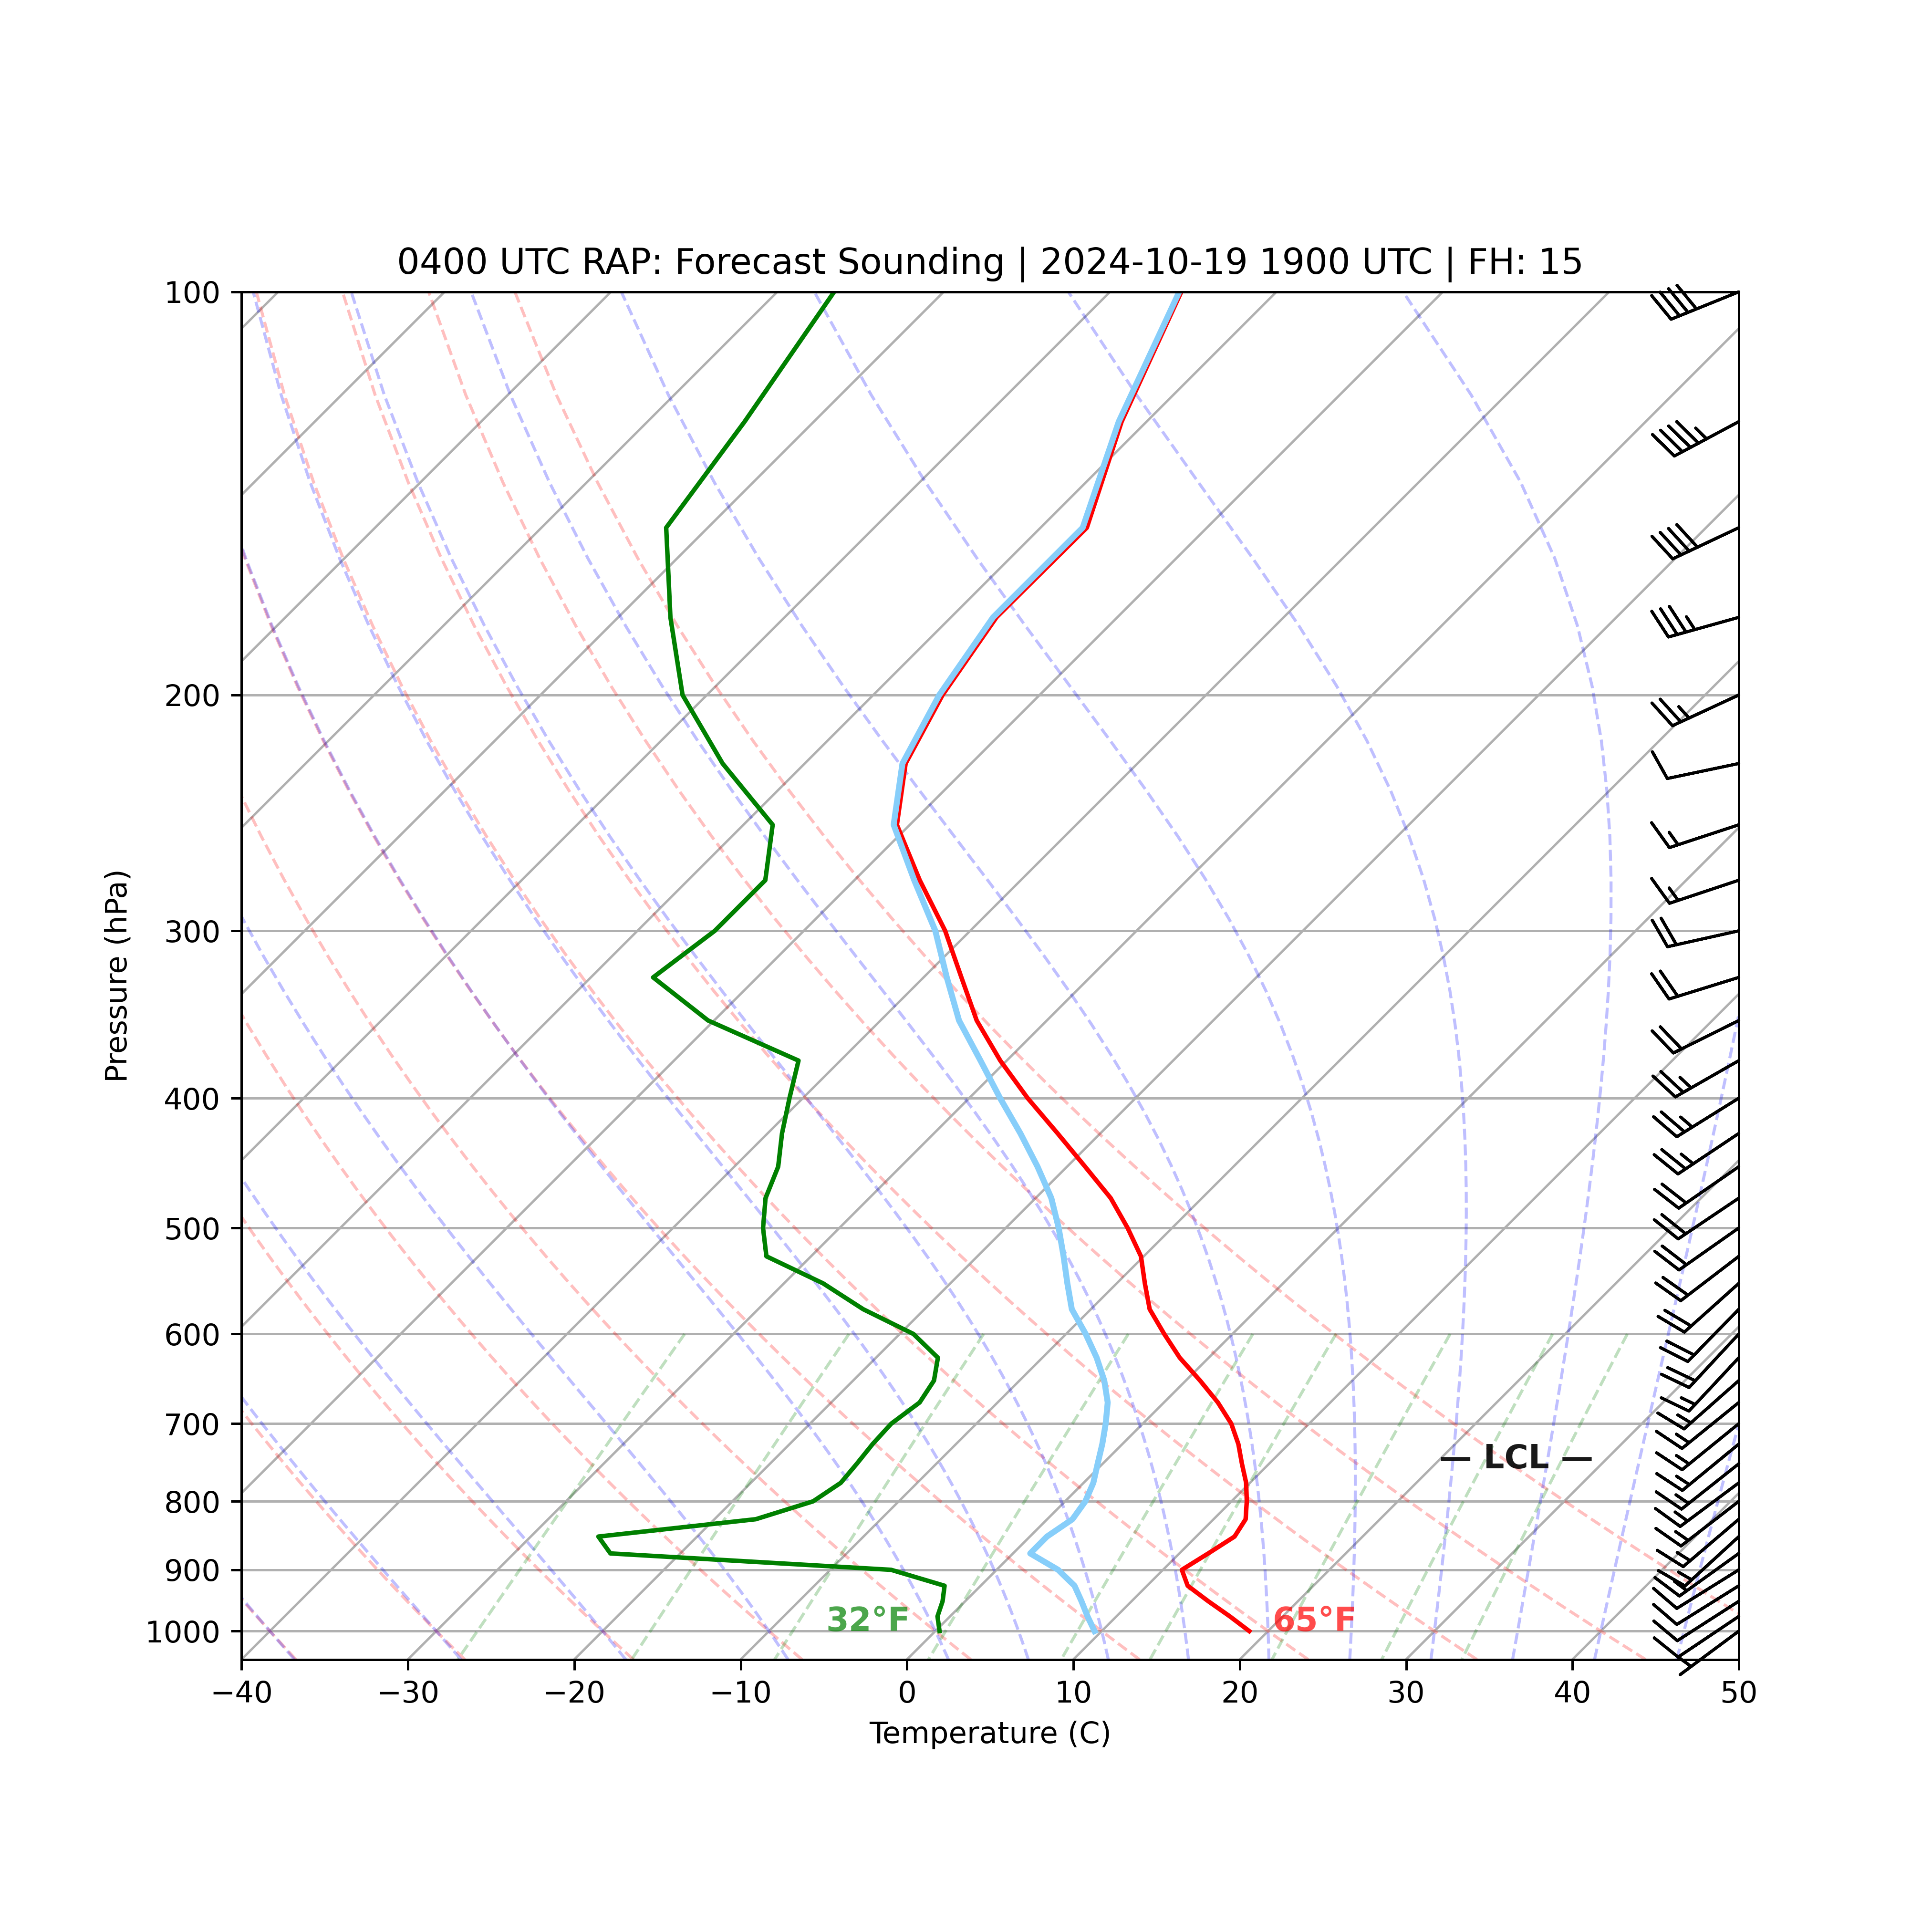 0400 UTC RAP: Forecast Sounding | 2024-10-19 1900 UTC | FH: 15
100
200
300
400
500
600
700
800
900
1000
Pressure (hPa)
— LCL —
32°F
65°F
−40 −30 −20 −10 0 10 20 30 40 50
Temperature (C)